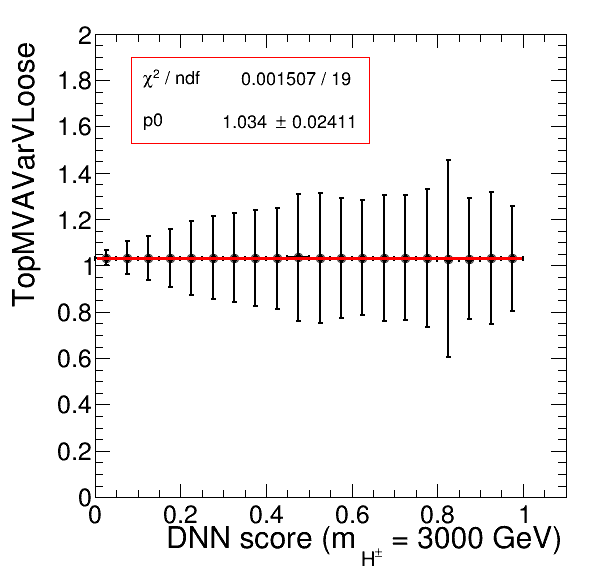 TopMVAVarVLoose
χ² / ndf 0.001507 / 19
p0 1.034 ± 0.02411
2
1.8
1.6
1.4
1.2
1
0.8
0.6
0.4
0.2
0
0 0.2 0.4 0.6 0.8 1
DNN score (m_H± = 3000 GeV)